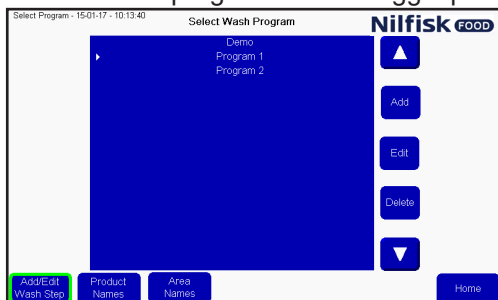 Select Program - 15-01-17 - 10:13:40
Select Wash Program
Nilfisk FOOD
Demo
Program 1
Program 2
Add
Edit
Delete
Add/Edit
Wash Step
Product
Names
Area
Names
Home